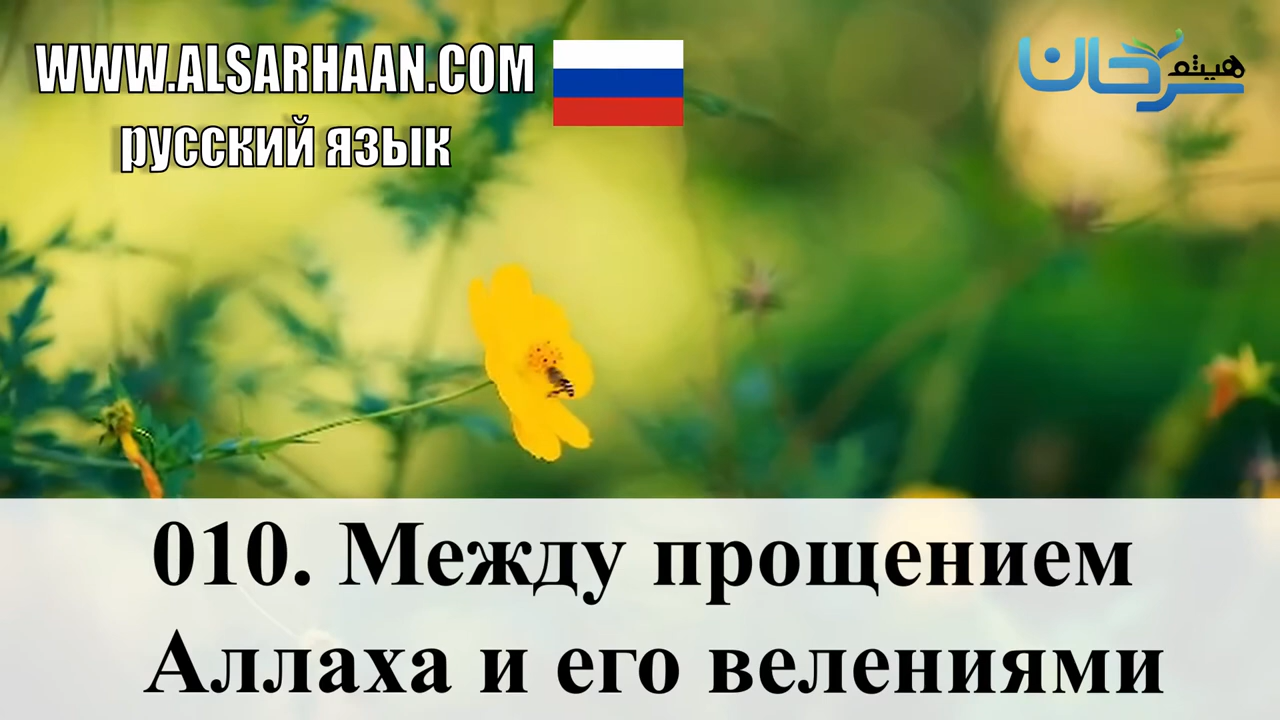 WWW.ALSARHAAN.COM
русский язык
هيثم
سرحان
010. Между прощением
Аллаха и его велениями